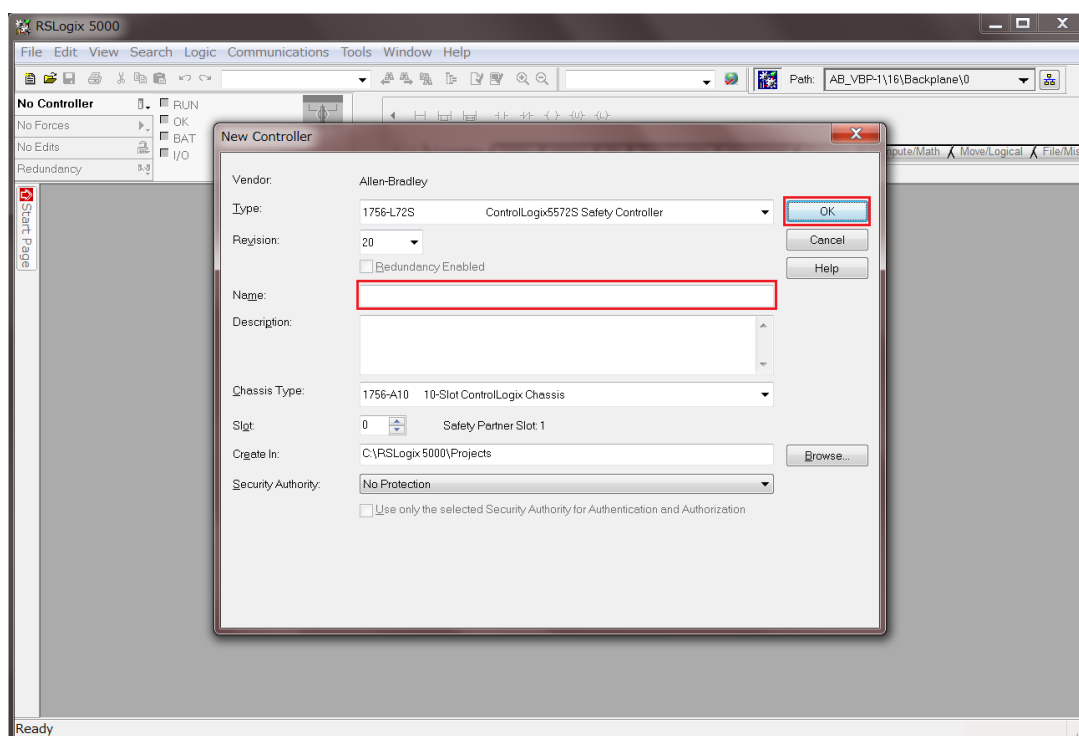 RSLogix 5000
File Edit View Search Logic Communications Tools Window Help
Path: AB_VBP-1\16\Backplane\0
No Controller
RUN
No Forces
OK
No Edits
BAT
Redundancy
I/O
Move/Logical
Start Page
New Controller
Vendor: Allen-Bradley
Type: 1756-L72S ControlLogix5572S Safety Controller
OK
Revision: 20
Cancel
Redundancy Enabled
Help
Name:
Description:
Chassis Type: 1756-A10 10-Slot ControlLogix Chassis
Slot: 0 Safety Partner Slot: 1
Create In: C:\RSLogix 5000\Projects
Browse...
Security Authority: No Protection
Use only the selected Security Authority for Authentication and Authorization
Ready